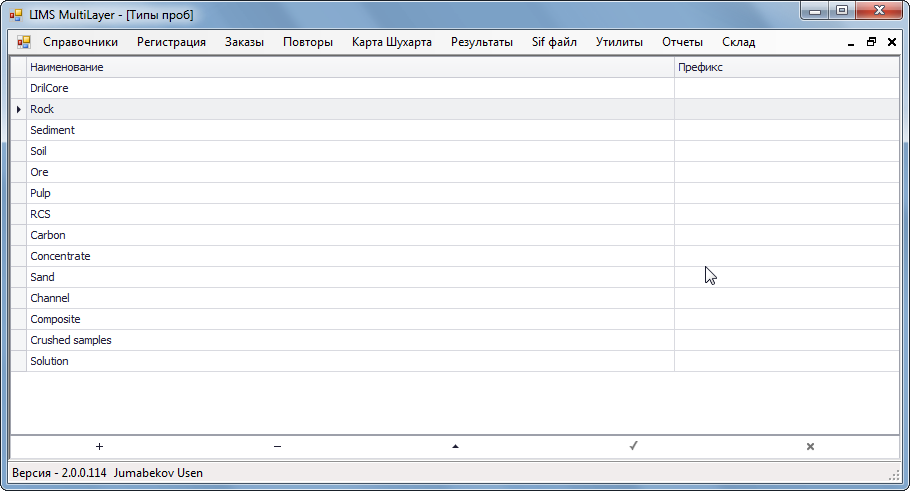 LIMS MultiLayer - [Типы проб]
Справочники Регистрация Заказы Повторы Карта Шухарта Результаты Sif файл Утилиты Отчеты Склад
Наименование Префикс
DrilCore
Rock
Sediment
Soil
Ore
Pulp
RCS
Carbon
Concentrate
Sand
Channel
Composite
Crushed samples
Solution
Версия - 2.0.0.114 Jumabekov Usen